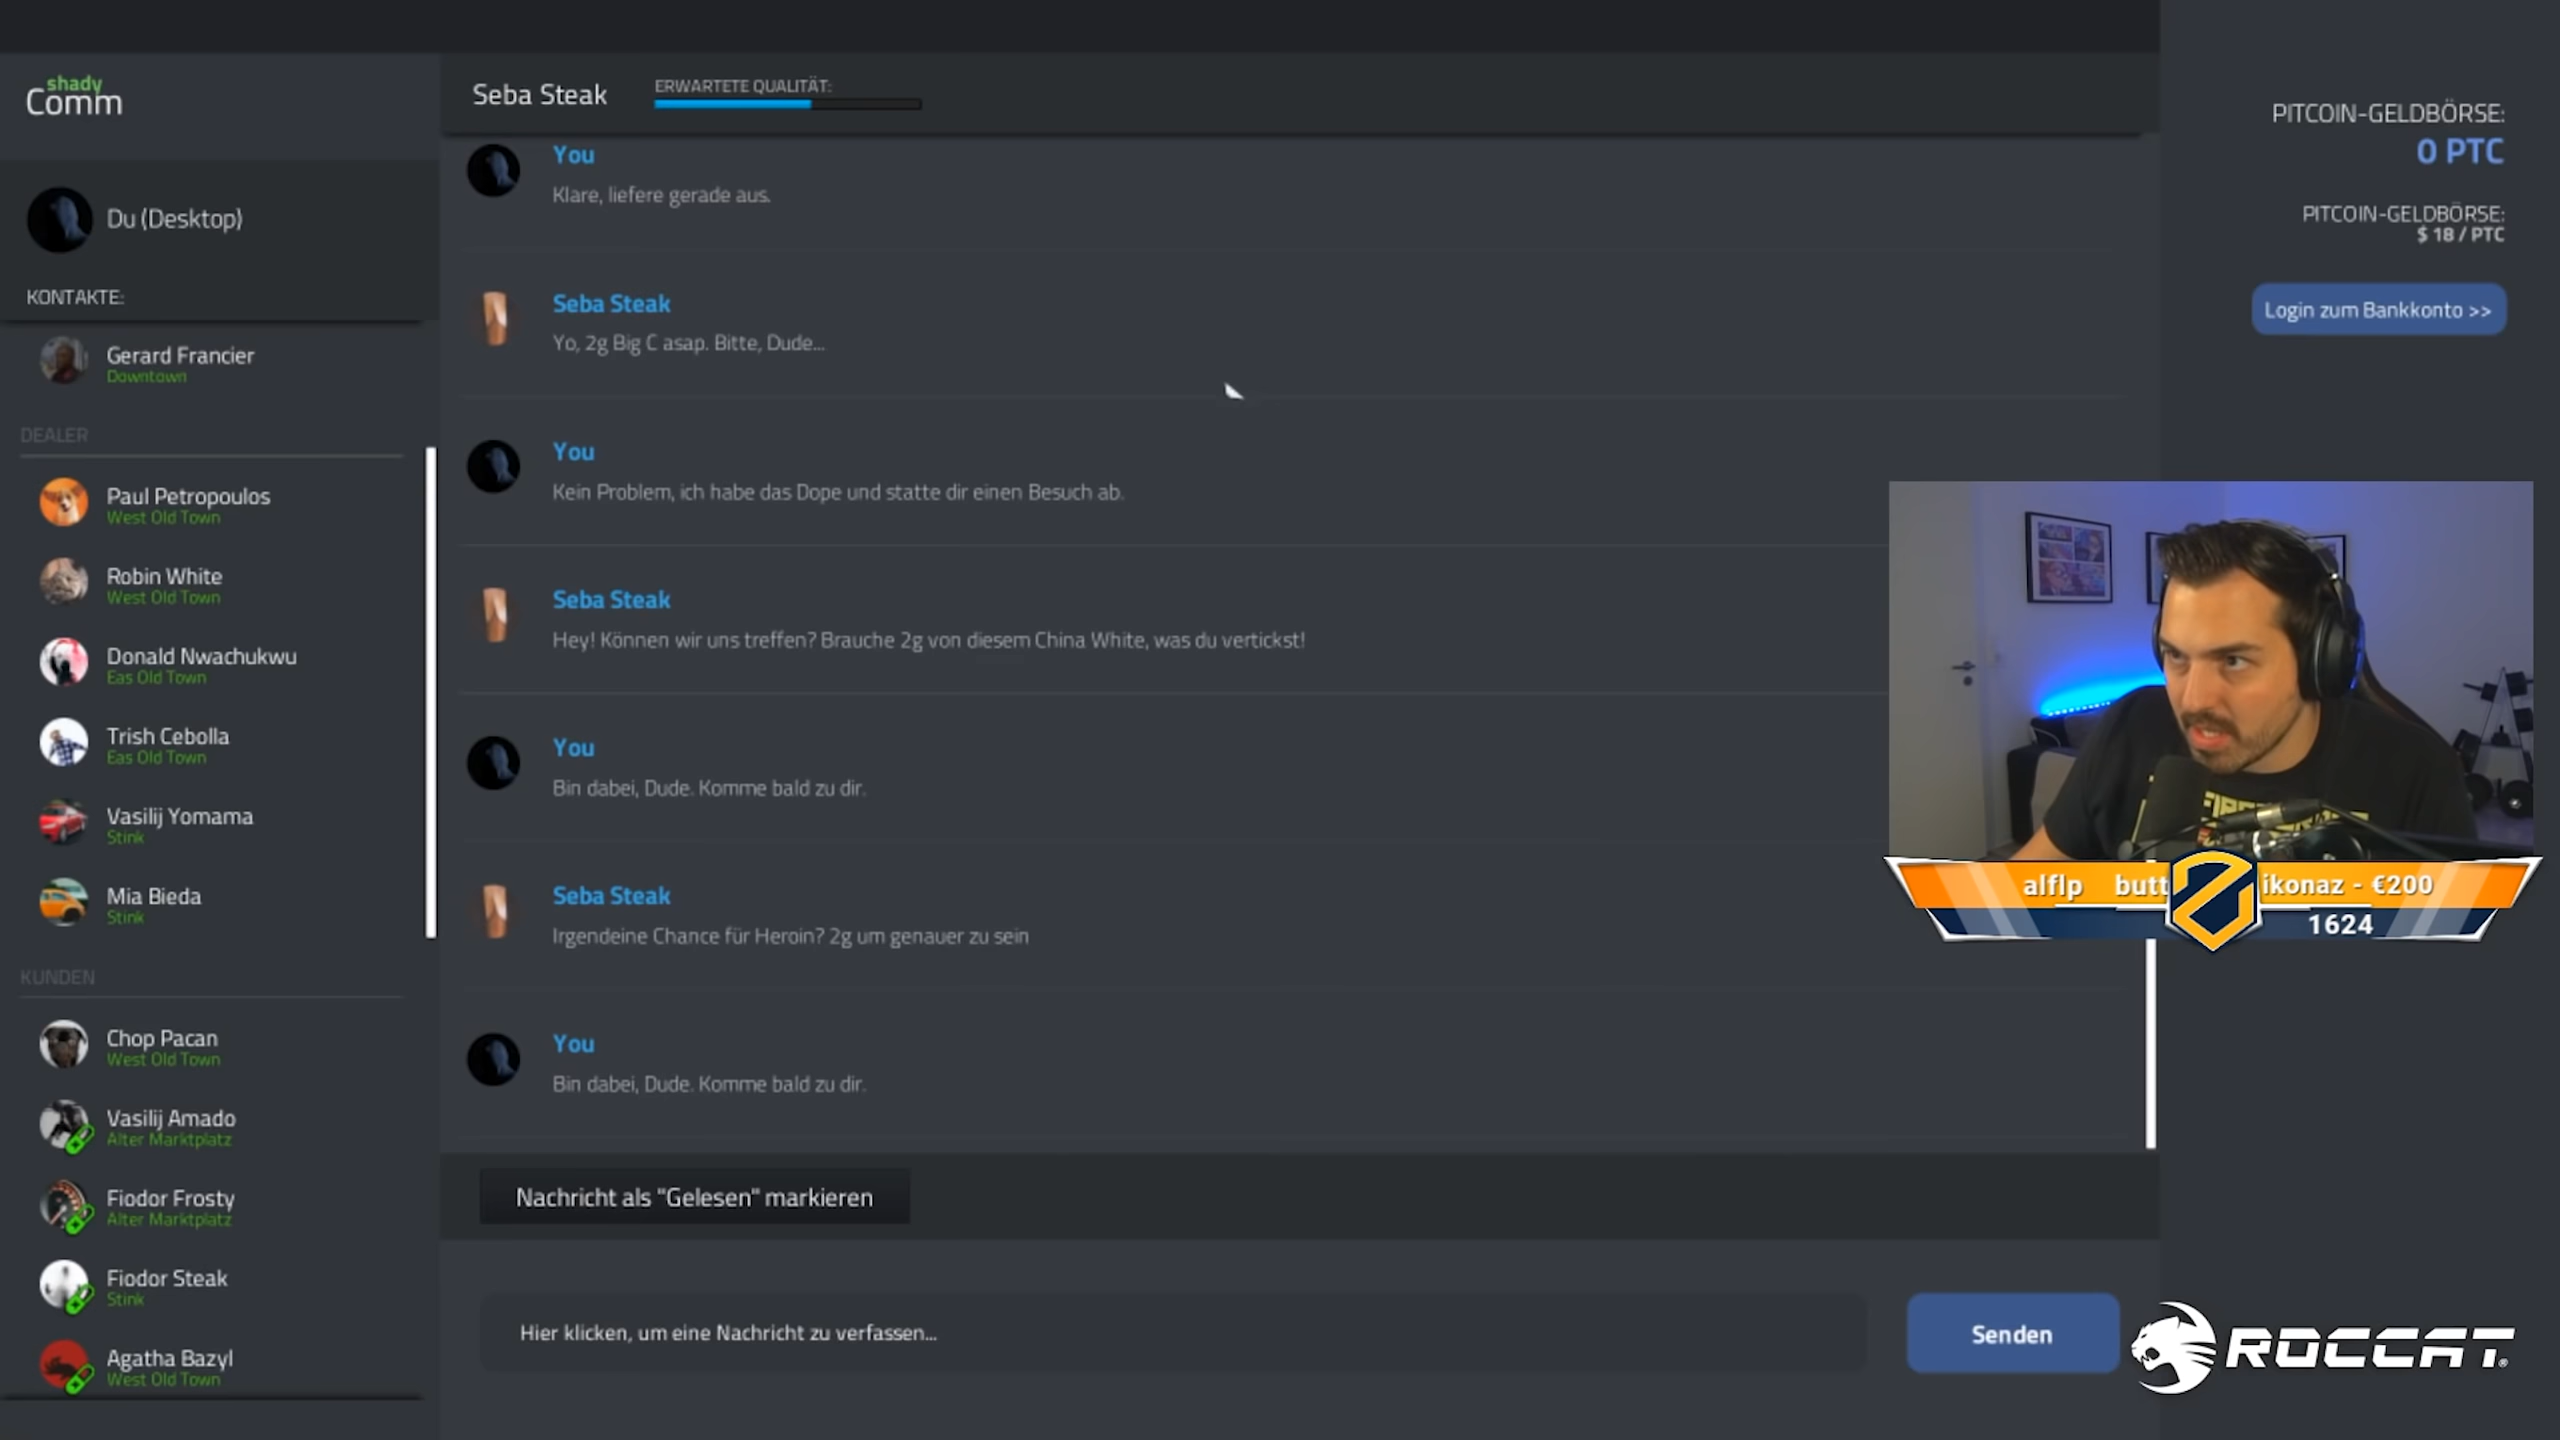 shady
Comm
Du (Desktop)
KONTAKTE:
Gerard Francier
Downtown
DEALER
Paul Petropoulos
West Old Town
Robin White
West Old Town
Donald Nwachukwu
Eas Old Town
Trish Cebolla
Eas Old Town
Vasilij Yomama
Stink
Mia Bieda
Stink
KUNDEN
Chop Pacan
West Old Town
Vasilij Amado
Alter Marktplatz
Fiodor Frosty
Alter Marktplatz
Fiodor Steak
Stink
Agatha Bazyl
West Old Town
Seba Steak
ERWARTETE QUALITÄT:
You
Klare, liefere gerade aus.
Seba Steak
Yo, 2g Big C asap. Bitte, Dude...
You
Kein Problem, ich habe das Dope und statte dir einen Besuch ab.
Seba Steak
Hey! Können wir uns treffen? Brauche 2g von diesem China White, was du vertickst!
You
Bin dabei, Dude. Komme bald zu dir.
Seba Steak
Irgendeine Chance für Heroin? 2g um genauer zu sein
You
Bin dabei, Dude. Komme bald zu dir.
Nachricht als "Gelesen" markieren
Hier klicken, um eine Nachricht zu verfassen...
Senden
PITCOIN-GELDBÖRSE:
0 PTC
PITCOIN-GELDBÖRSE:
$ 18 / PTC
Login zum Bankkonto >>
alflp butt ikonaz - €200
1624
ROCCAT